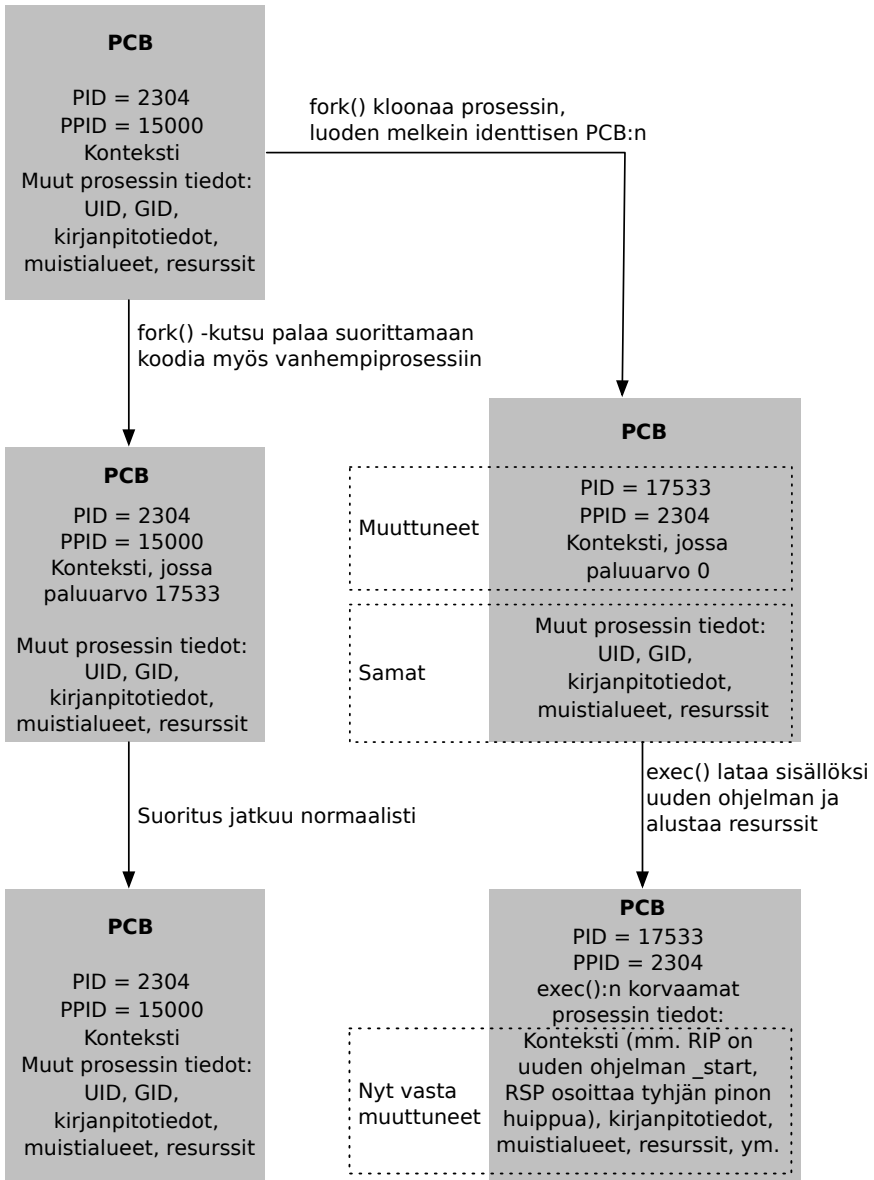 PCB
PID = 2304
PPID = 15000
Konteksti
Muut prosessin tiedot:
UID, GID,
kirjanpitotiedot,
muistialueet, resurssit
fork() kloonaa prosessin,
luoden melkein identtisen PCB:n
fork() -kutsu palaa suorittamaan
koodia myös vanhempiprosessiin
PCB
PID = 2304
PPID = 15000
Konteksti, jossa
paluuarvo 17533
Muut prosessin tiedot:
UID, GID,
kirjanpitotiedot,
muistialueet, resurssit
PCB
Muuttuneet
PID = 17533
PPID = 2304
Konteksti, jossa
paluuarvo 0
Samat
Muut prosessin tiedot:
UID, GID,
kirjanpitotiedot,
muistialueet, resurssit
Suoritus jatkuu normaalisti
exec() lataa sisällöksi
uuden ohjelman ja
alustaa resurssit
PCB
PID = 2304
PPID = 15000
Konteksti
Muut prosessin tiedot:
UID, GID,
kirjanpitotiedot,
muistialueet, resurssit
PCB
PID = 17533
PPID = 2304
exec():n korvaamat
prosessin tiedot:
Nyt vasta
muuttuneet
Konteksti (mm. RIP on
uuden ohjelman _start,
RSP osoittaa tyhjän pinon
huippua), kirjanpitotiedot,
muistialueet, resurssit, ym.